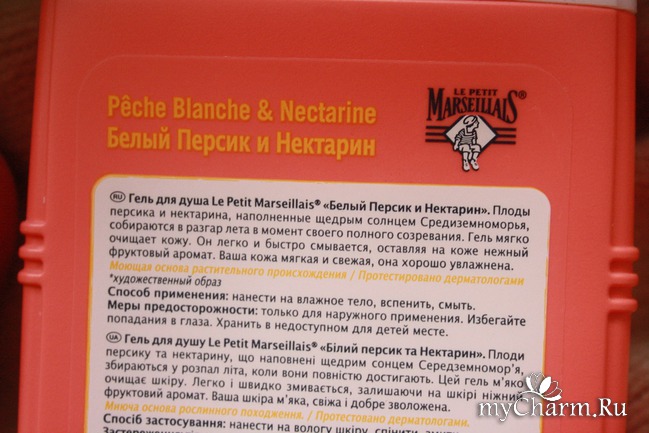 Pêche Blanche & Nectarine
Белый Персик и Нектарин
LE PETIT
MARSEILLAIS®
RU Гель для душа Le Petit Marseillais® «Белый Персик и Нектарин». Плоды
персика и нектарина, наполненные щедрым солнцем Средиземноморья,
собираются в разгар лета в момент своего полного созревания. Гель мягко
очищает кожу. Он легко и быстро смывается, оставляя на коже нежный
фруктовый аромат. Ваша кожа мягкая и свежая, она хорошо увлажнена.
Моющая основа растительного происхождения / Протестировано дерматологами
*художественный образ
Способ применения: нанести на влажное тело, вспенить, смыть.
Меры предосторожности: только для наружного применения. Избегайте
попадания в глаза. Хранить в недоступном для детей месте.
UA Гель для душу Le Petit Marseillais® «Білий персик та Нектарин». Плоди
персику та нектарину, що наповнені щедрим сонцем Середземномор'я,
збираються у розпал літа, коли вони повністю достигають. Цей гель м'яко
очищає шкіру. Легко і швидко змивається, залишаючи на шкірі ніжний
фруктовий аромат. Ваша шкіра м'яка, свіжа і добре зволожена.
Миюча основа рослинного походження. / Протестовано дерматологами.
Спосіб застосування: нанести на вологу шкіру, спінити, змити.
myCharm.Ru